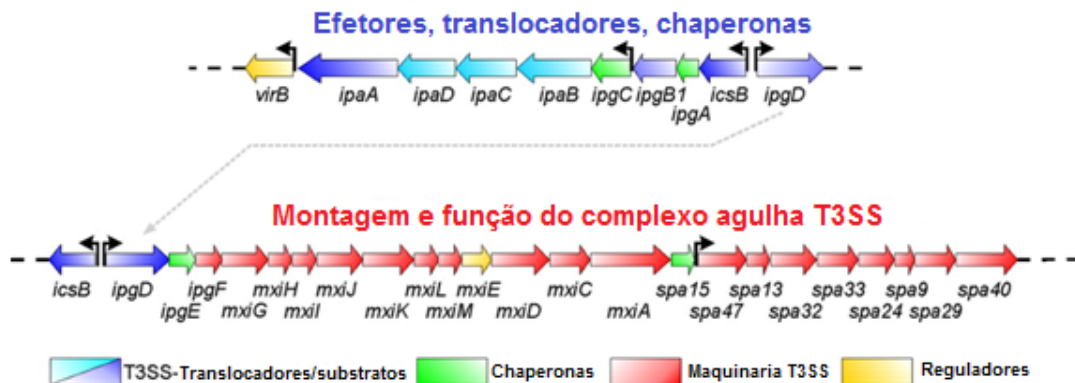 Efetores, translocadores, chaperonas
virB ipaA ipaD ipaC ipaB ipgC ipgB1 icsB ipgD
ipgA
Montagem e função do complexo agulha T3SS
icsB ipgD ipgF mxiH mxiJ mxiL mxiE mxiC spa15 spa13 spa33 spa9 spa40
ipgE mxiG mxiI mxiK mxiM mxiD mxiA spa47 spa32 spa24 spa29
T3SS-Translocadores/substratos Chaperonas Maquinaria T3SS Reguladores